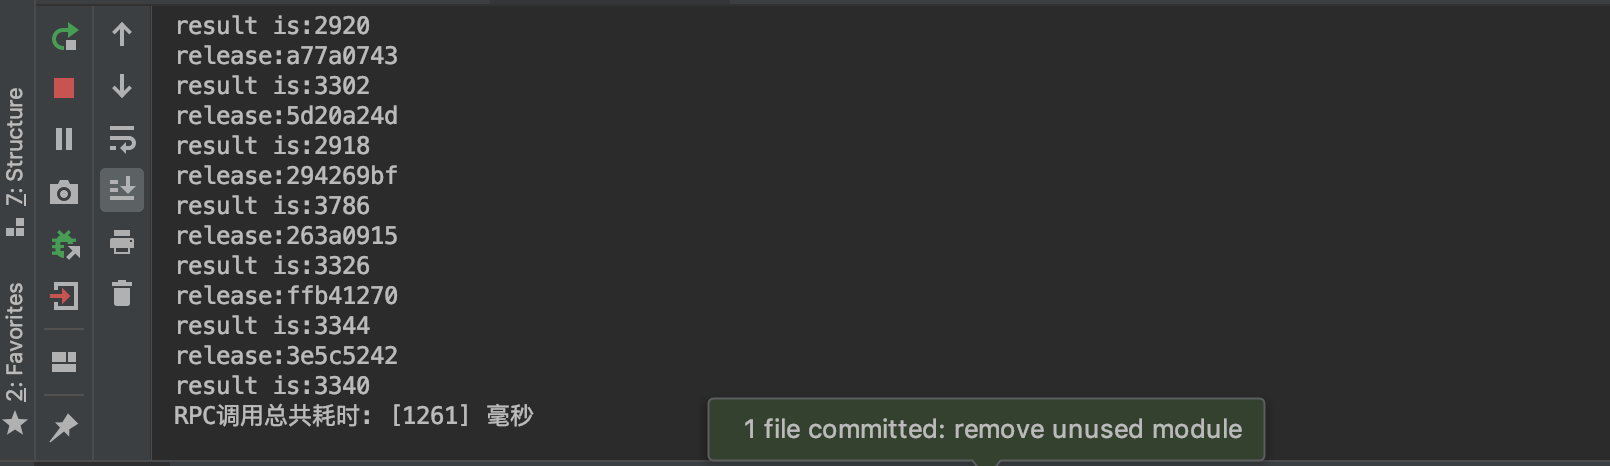 7: Structure
2: Favorites
result is:2920
release:a77a0743
result is:3302
release:5d20a24d
result is:2918
release:294269bf
result is:3786
release:263a0915
result is:3326
release:ffb41270
result is:3344
release:3e5c5242
result is:3340
RPC调用总共耗时: [1261] 毫秒
1 file committed: remove unused module